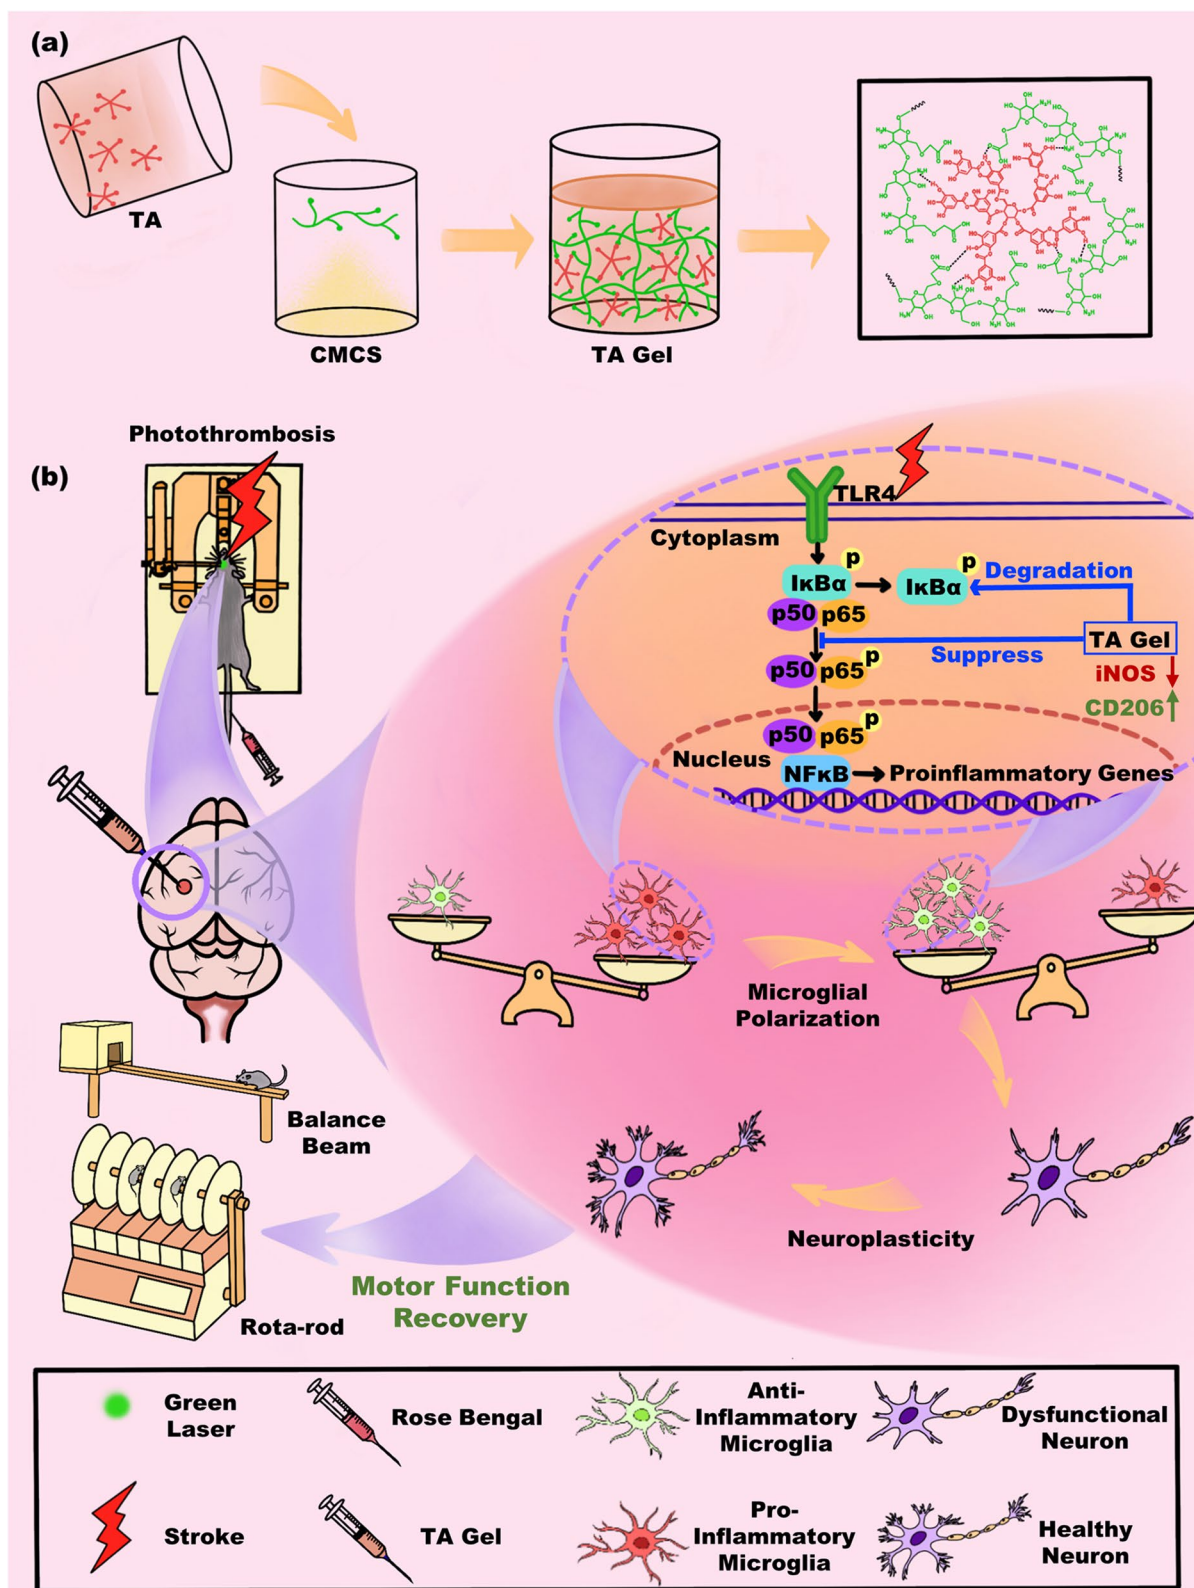 (a)
TA
CMCS
TA Gel
(b)
Photothrombosis
TLR4
Cytoplasm
p
IκBα
p50 p65
p
IκBα
Degradation
TA Gel
Suppress
iNOS
CD206
p50 p65
p
p50 p65
p
Nucleus
NFκB
Proinflammatory Genes
Microglial
Polarization
Balance
Beam
Neuroplasticity
Motor Function
Recovery
Rota-rod
Green
Laser
Rose Bengal
Anti-
Inflammatory
Microglia
Dysfunctional
Neuron
Stroke
TA Gel
Pro-
Inflammatory
Microglia
Healthy
Neuron